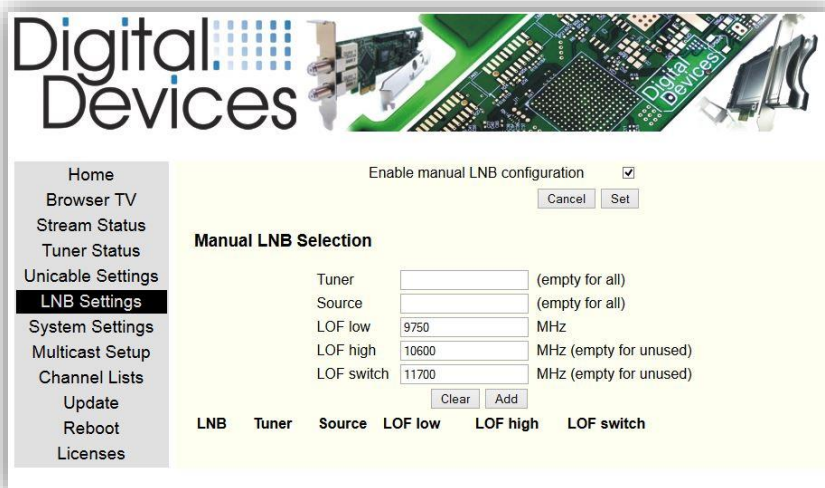 Digital
Devices
Digital
Devices
Home
Browser TV
Stream Status
Tuner Status
Unicable Settings
LNB Settings
System Settings
Multicast Setup
Channel Lists
Update
Reboot
Licenses
Enable manual LNB configuration
Cancel Set
Manual LNB Selection
Tuner (empty for all)
Source (empty for all)
LOF low 9750 MHz
LOF high 10600 MHz (empty for unused)
LOF switch 11700 MHz (empty for unused)
Clear Add
LNB Tuner Source LOF low LOF high LOF switch